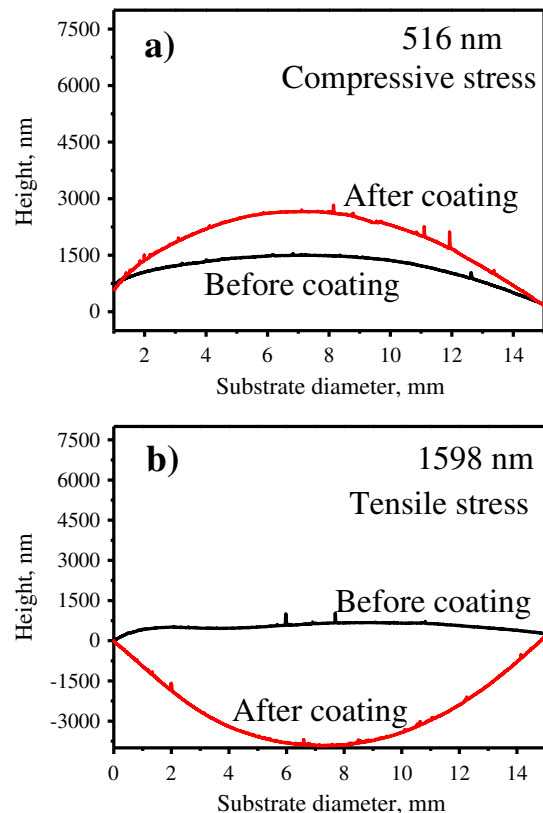 a)
516 nm
Compressive stress
After coating
Before coating
Height, nm
7500
6000
4500
3000
1500
0
2 4 6 8 10 12 14
Substrate diameter, mm
b)
1598 nm
Tensile stress
Before coating
After coating
Height, nm
7500
6000
4500
3000
1500
0
-1500
-3000
0 2 4 6 8 10 12 14
Substrate diameter, mm